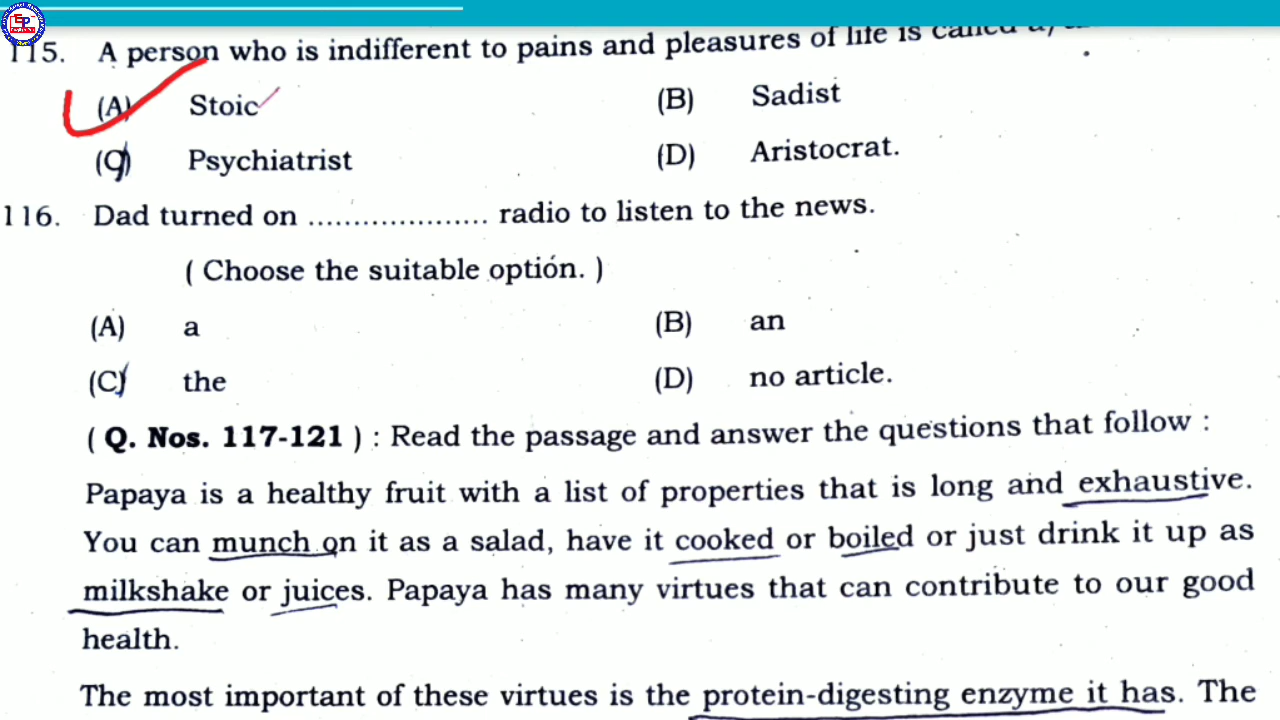 EP
115. A person who is indifferent to pains and pleasures of life is called a/
(A) Stoic (B) Sadist
(C) Psychiatrist (D) Aristocrat.
116. Dad turned on .................... radio to listen to the news.
( Choose the suitable option. )
(A) a (B) an
(C) the (D) no article.
( Q. Nos. 117-121 ) : Read the passage and answer the questions that follow :
Papaya is a healthy fruit with a list of properties that is long and exhaustive.
You can munch on it as a salad, have it cooked or boiled or just drink it up as
milkshake or juices. Papaya has many virtues that can contribute to our good
health.
The most important of these virtues is the protein-digesting enzyme it has. The